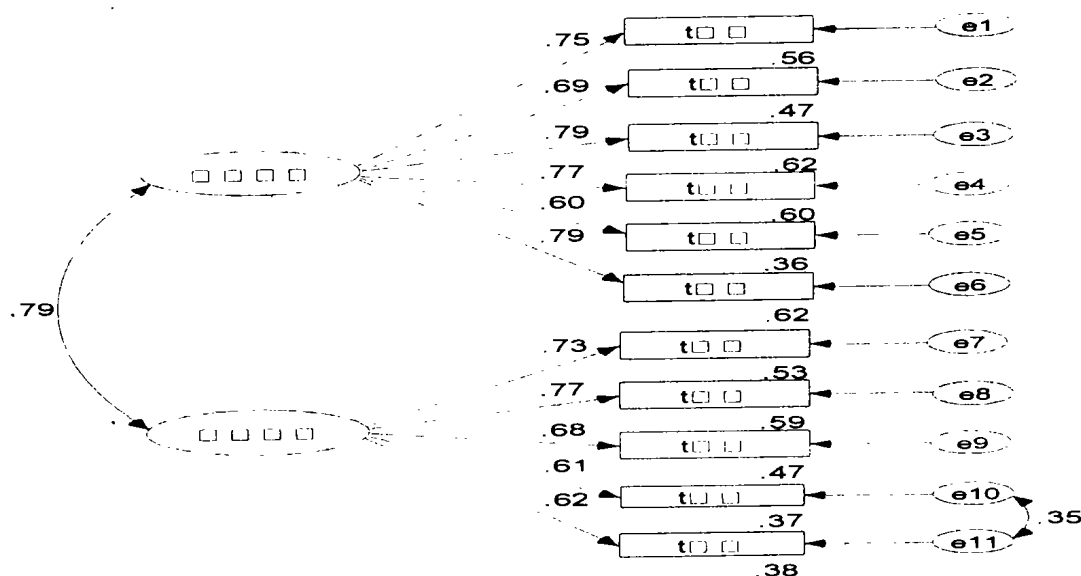 t□ □ e1
.75
.56
t□ □ e2
.69
.47
t□ □ e3
.79
.62
□ □ □ □
.77
t□ □ e4
.60
.60
t□ □ e5
.79
.36
t□ □ e6
.79
.62
t□ □ e7
.73
.53
t□ □ e8
.77
.59
□ □ □ □
.68
t□ □ e9
.61
.47
t□ □ e10
.62
.35
.37
t□ □ e11
.38